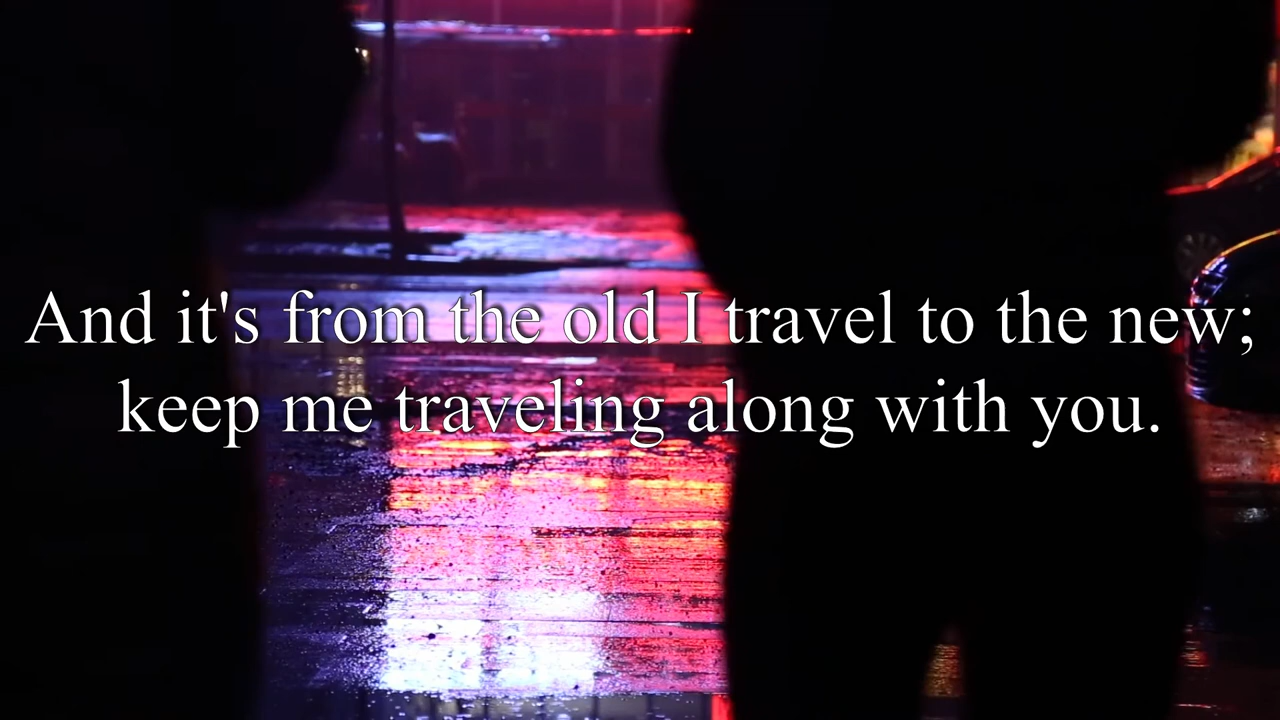 And it's from the old I travel to the new;
keep me traveling along with you.